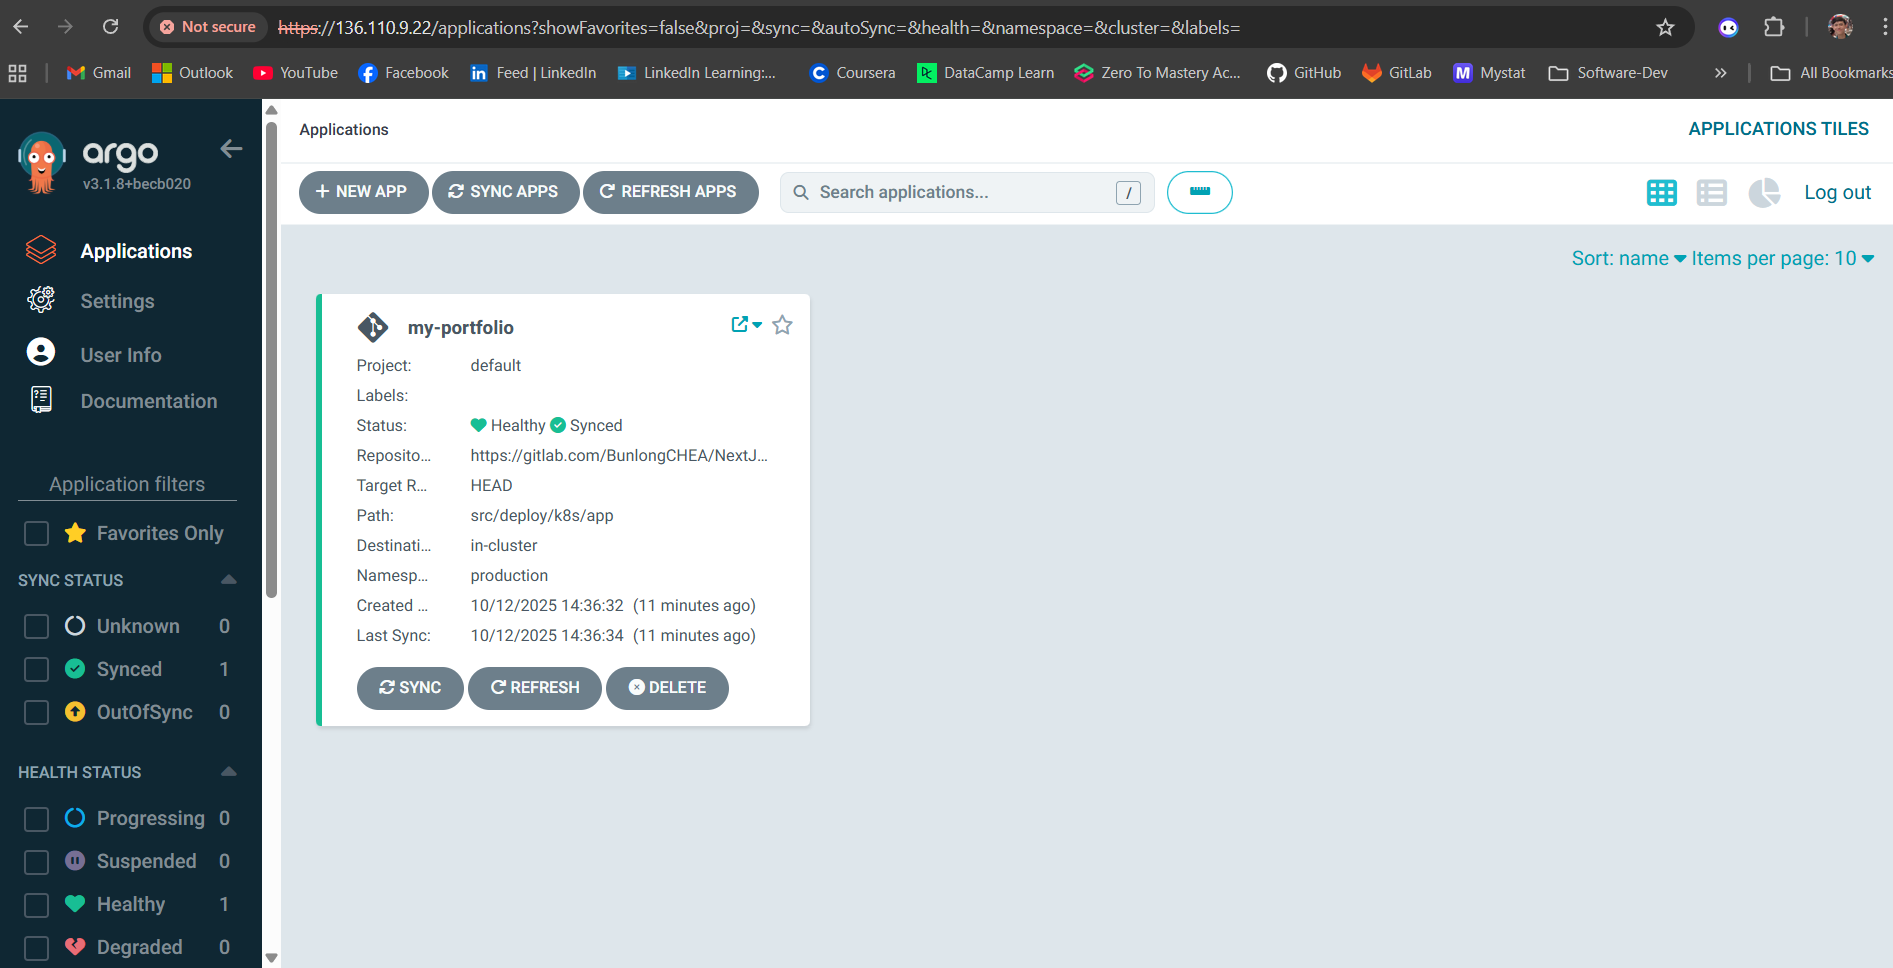 Not secure https://136.110.9.22/applications?showFavorites=false&proj=&sync=&autoSync=&health=&namespace=&cluster=&labels=
Gmail Outlook YouTube Facebook Feed | LinkedIn LinkedIn Learning:... Coursera DataCamp Learn Zero To Mastery Ac... GitHub GitLab Mystat Software-Dev » All Bookmarks
argo
v3.1.8+becb020
Applications
Settings
User Info
Documentation
Application filters
Favorites Only
SYNC STATUS
Unknown 0
Synced 1
OutOfSync 0
HEALTH STATUS
Progressing 0
Suspended 0
Healthy 1
Degraded 0
Applications APPLICATIONS TILES
+ NEW APP SYNC APPS REFRESH APPS Search applications... / Log out
Sort: name Items per page: 10
my-portfolio
Project: default
Labels:
Status: Healthy Synced
Reposito... https://gitlab.com/BunlongCHEA/NextJ...
Target R... HEAD
Path: src/deploy/k8s/app
Destinati... in-cluster
Namesp... production
Created ... 10/12/2025 14:36:32 (11 minutes ago)
Last Sync: 10/12/2025 14:36:34 (11 minutes ago)
SYNC REFRESH DELETE